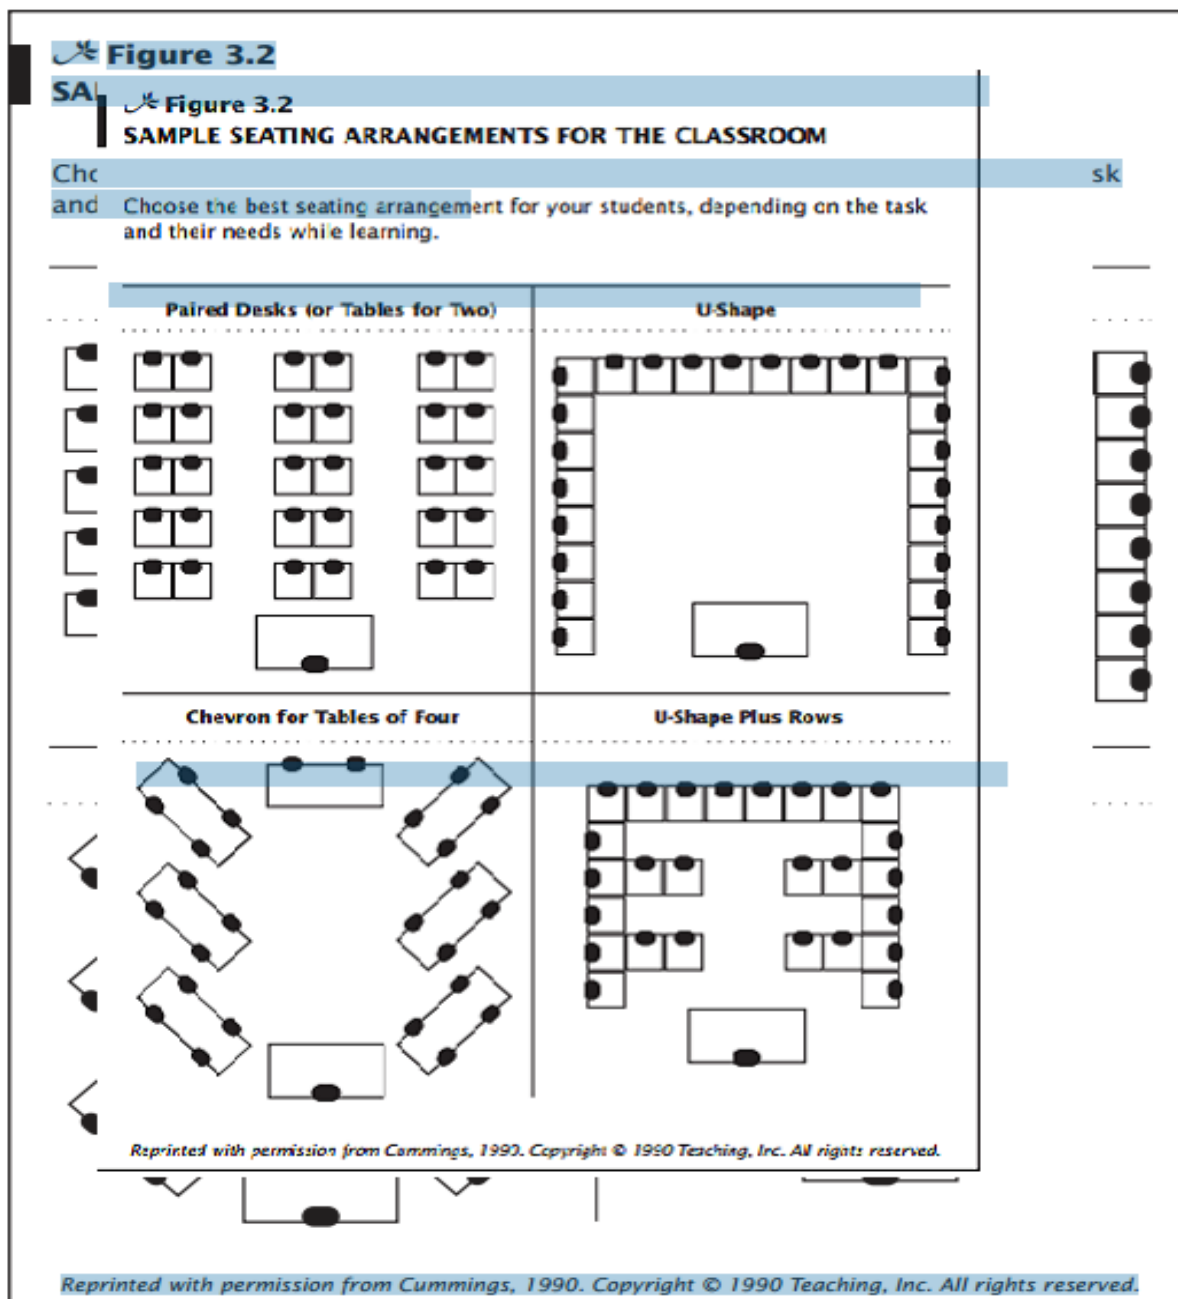 Figure 3.2
SA
Figure 3.2
SAMPLE SEATING ARRANGEMENTS FOR THE CLASSROOM
Cho sk
and
Choose the best seating arrangement for your students, depending on the task
and their needs while learning.
Paired Desks (or Tables for Two) U-Shape
Chevron for Tables of Four U-Shape Plus Rows
Reprinted with permission from Cummings, 1990. Copyright © 1990 Teaching, Inc. All rights reserved.
Reprinted with permission from Cummings, 1990. Copyright © 1990 Teaching, Inc. All rights reserved.